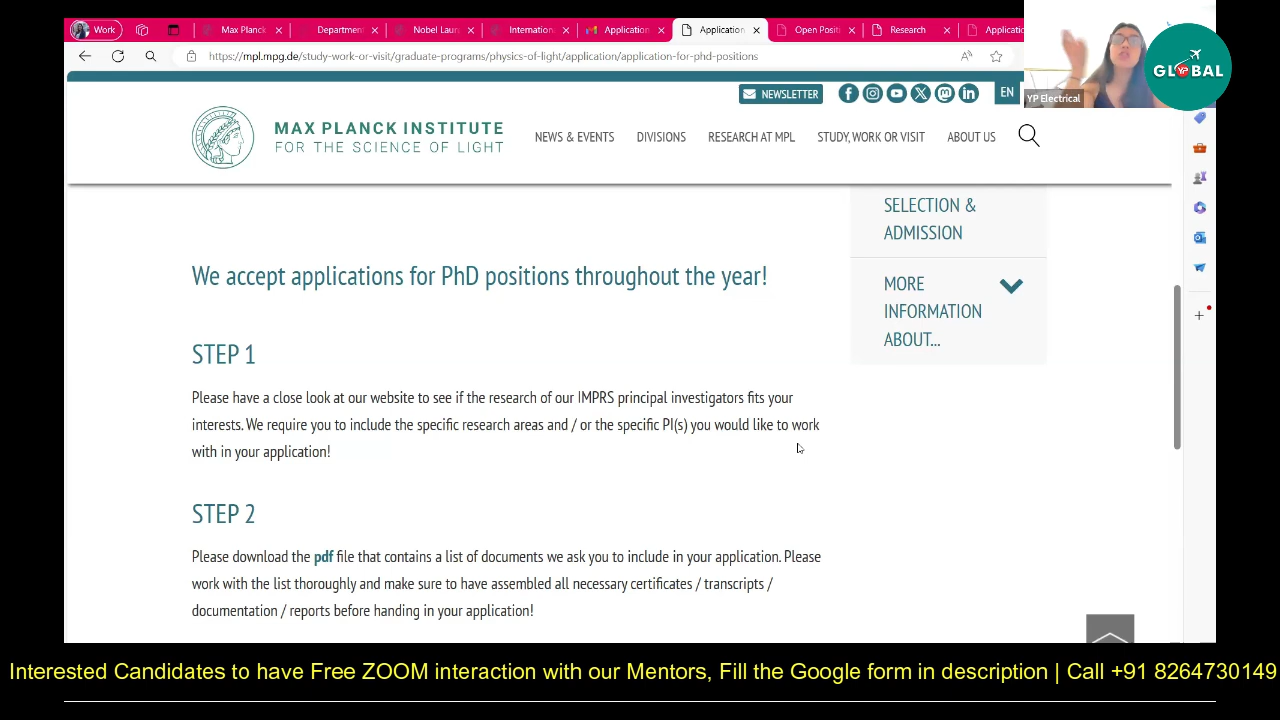 Work
Max Planck
Department
Nobel Laur
Internation
Application
Application
Open Positi
Research
Applicatio
https://mpl.mpg.de/study-work-or-visit/graduate-programs/physics-of-light/application/application-for-phd-positions
YP GLOBAL
YP Electrical
NEWSLETTER
EN
MAX PLANCK INSTITUTE
FOR THE SCIENCE OF LIGHT
NEWS & EVENTS DIVISIONS RESEARCH AT MPL STUDY, WORK OR VISIT ABOUT US
SELECTION &
ADMISSION
MORE
INFORMATION
ABOUT...
We accept applications for PhD positions throughout the year!
STEP 1
Please have a close look at our website to see if the research of our IMPRS principal investigators fits your
interests. We require you to include the specific research areas and / or the specific PI(s) you would like to work
with in your application!
STEP 2
Please download the pdf file that contains a list of documents we ask you to include in your application. Please
work with the list thoroughly and make sure to have assembled all necessary certificates / transcripts /
documentation / reports before handing in your application!
Interested Candidates to have Free ZOOM interaction with our Mentors, Fill the Google form in description | Call +91 8264730149